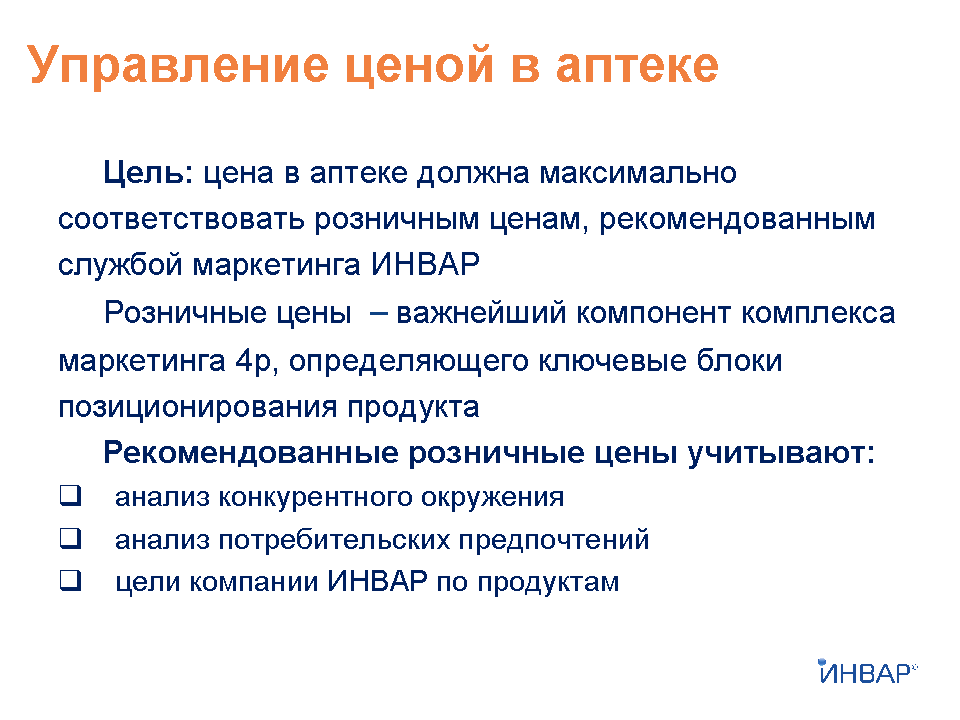 Управление ценой в аптеке
Цель: цена в аптеке должна максимально
соответствовать розничным ценам, рекомендованным
службой маркетинга ИНВАР
Розничные цены – важнейший компонент комплекса
маркетинга 4р, определяющего ключевые блоки
позиционирования продукта
Рекомендованные розничные цены учитывают:
❑ анализ конкурентного окружения
❑ анализ потребительских предпочтений
❑ цели компании ИНВАР по продуктам
ИНВАР®